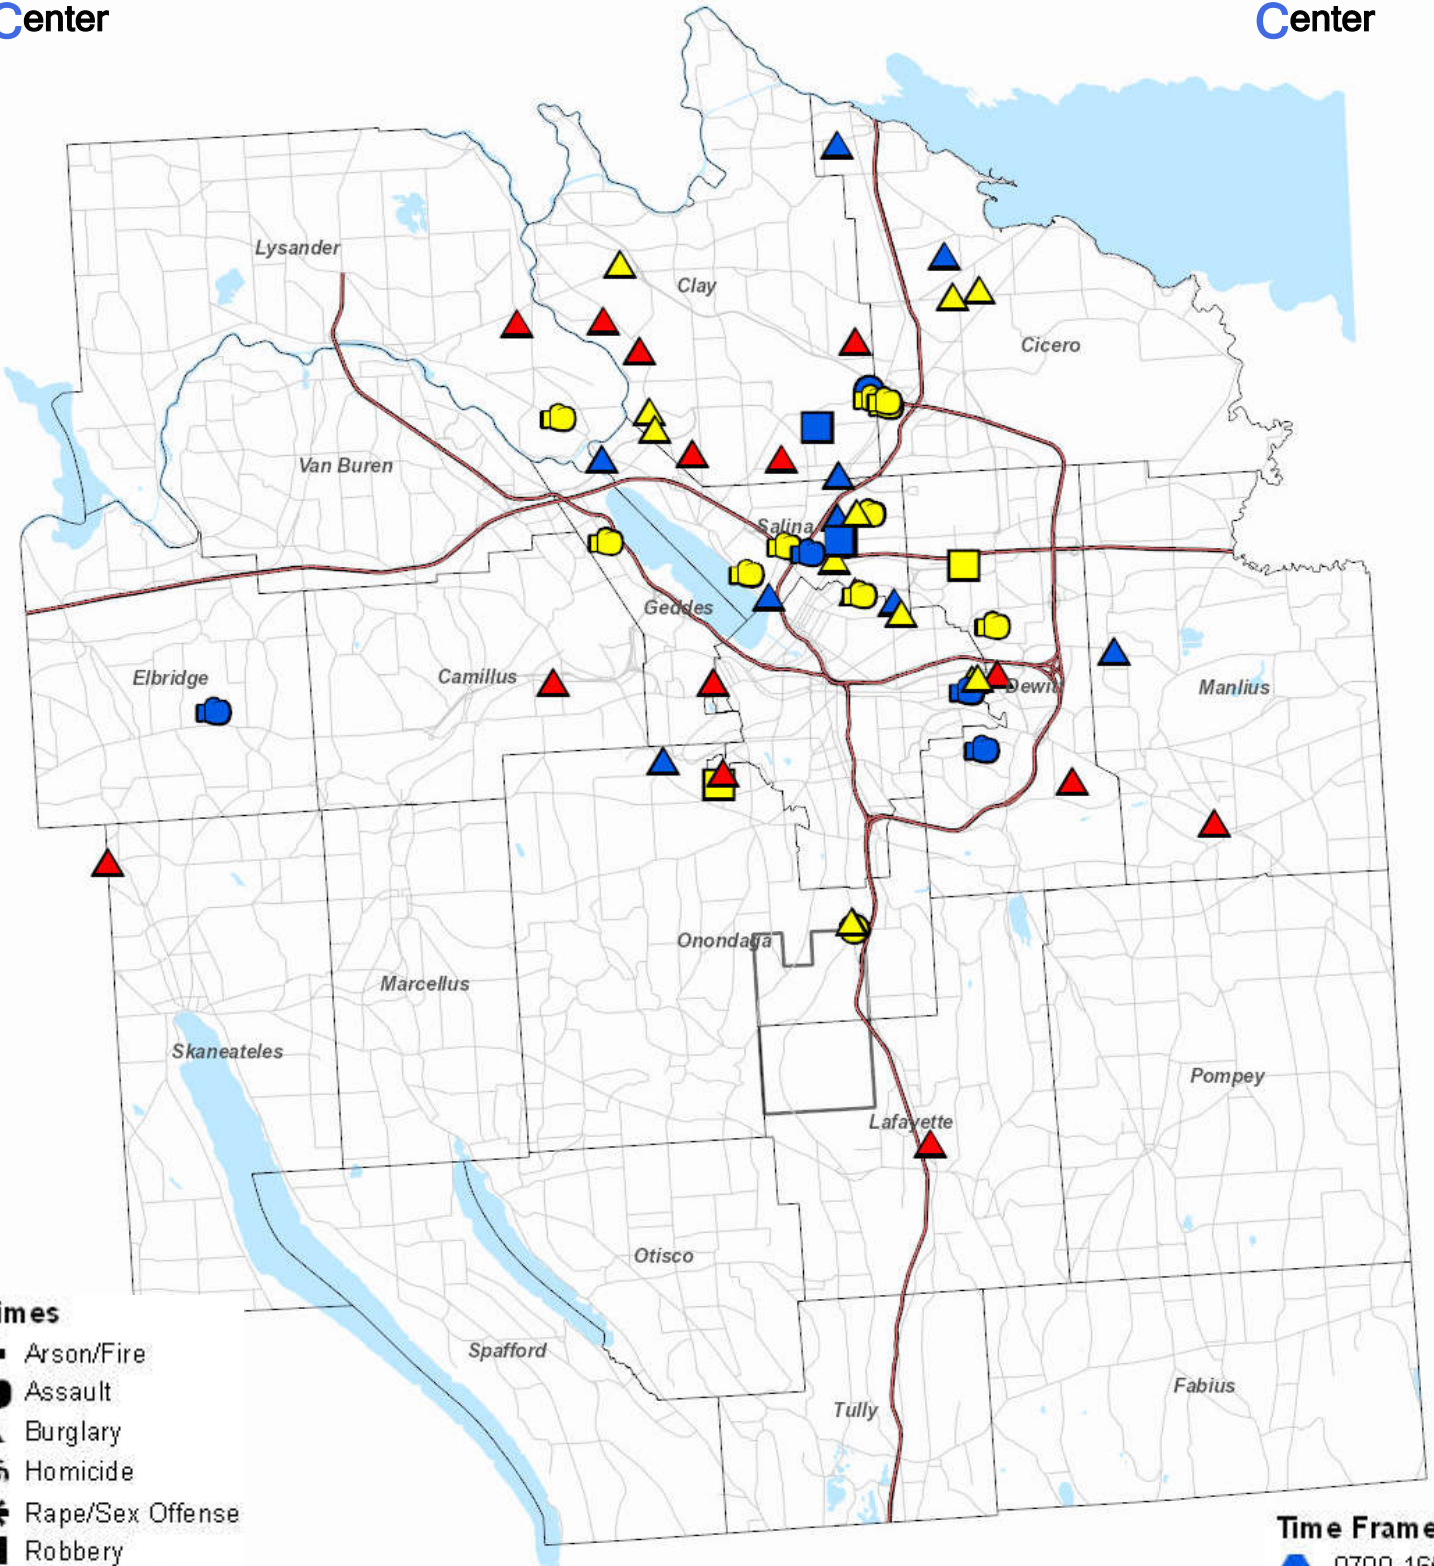 Center
Center
Lysander
Clay
Cicero
Van Buren
Salina
Geddes
Elbridge
Camillus
Dewitt
Manlius
Onondaga
Marcellus
Skaneateles
Pompey
Lafayette
Otisco
Spafford
Fabius
Tully
imes
Arson/Fire
Assault
Burglary
Homicide
Rape/Sex Offense
Robbery
Time Frame